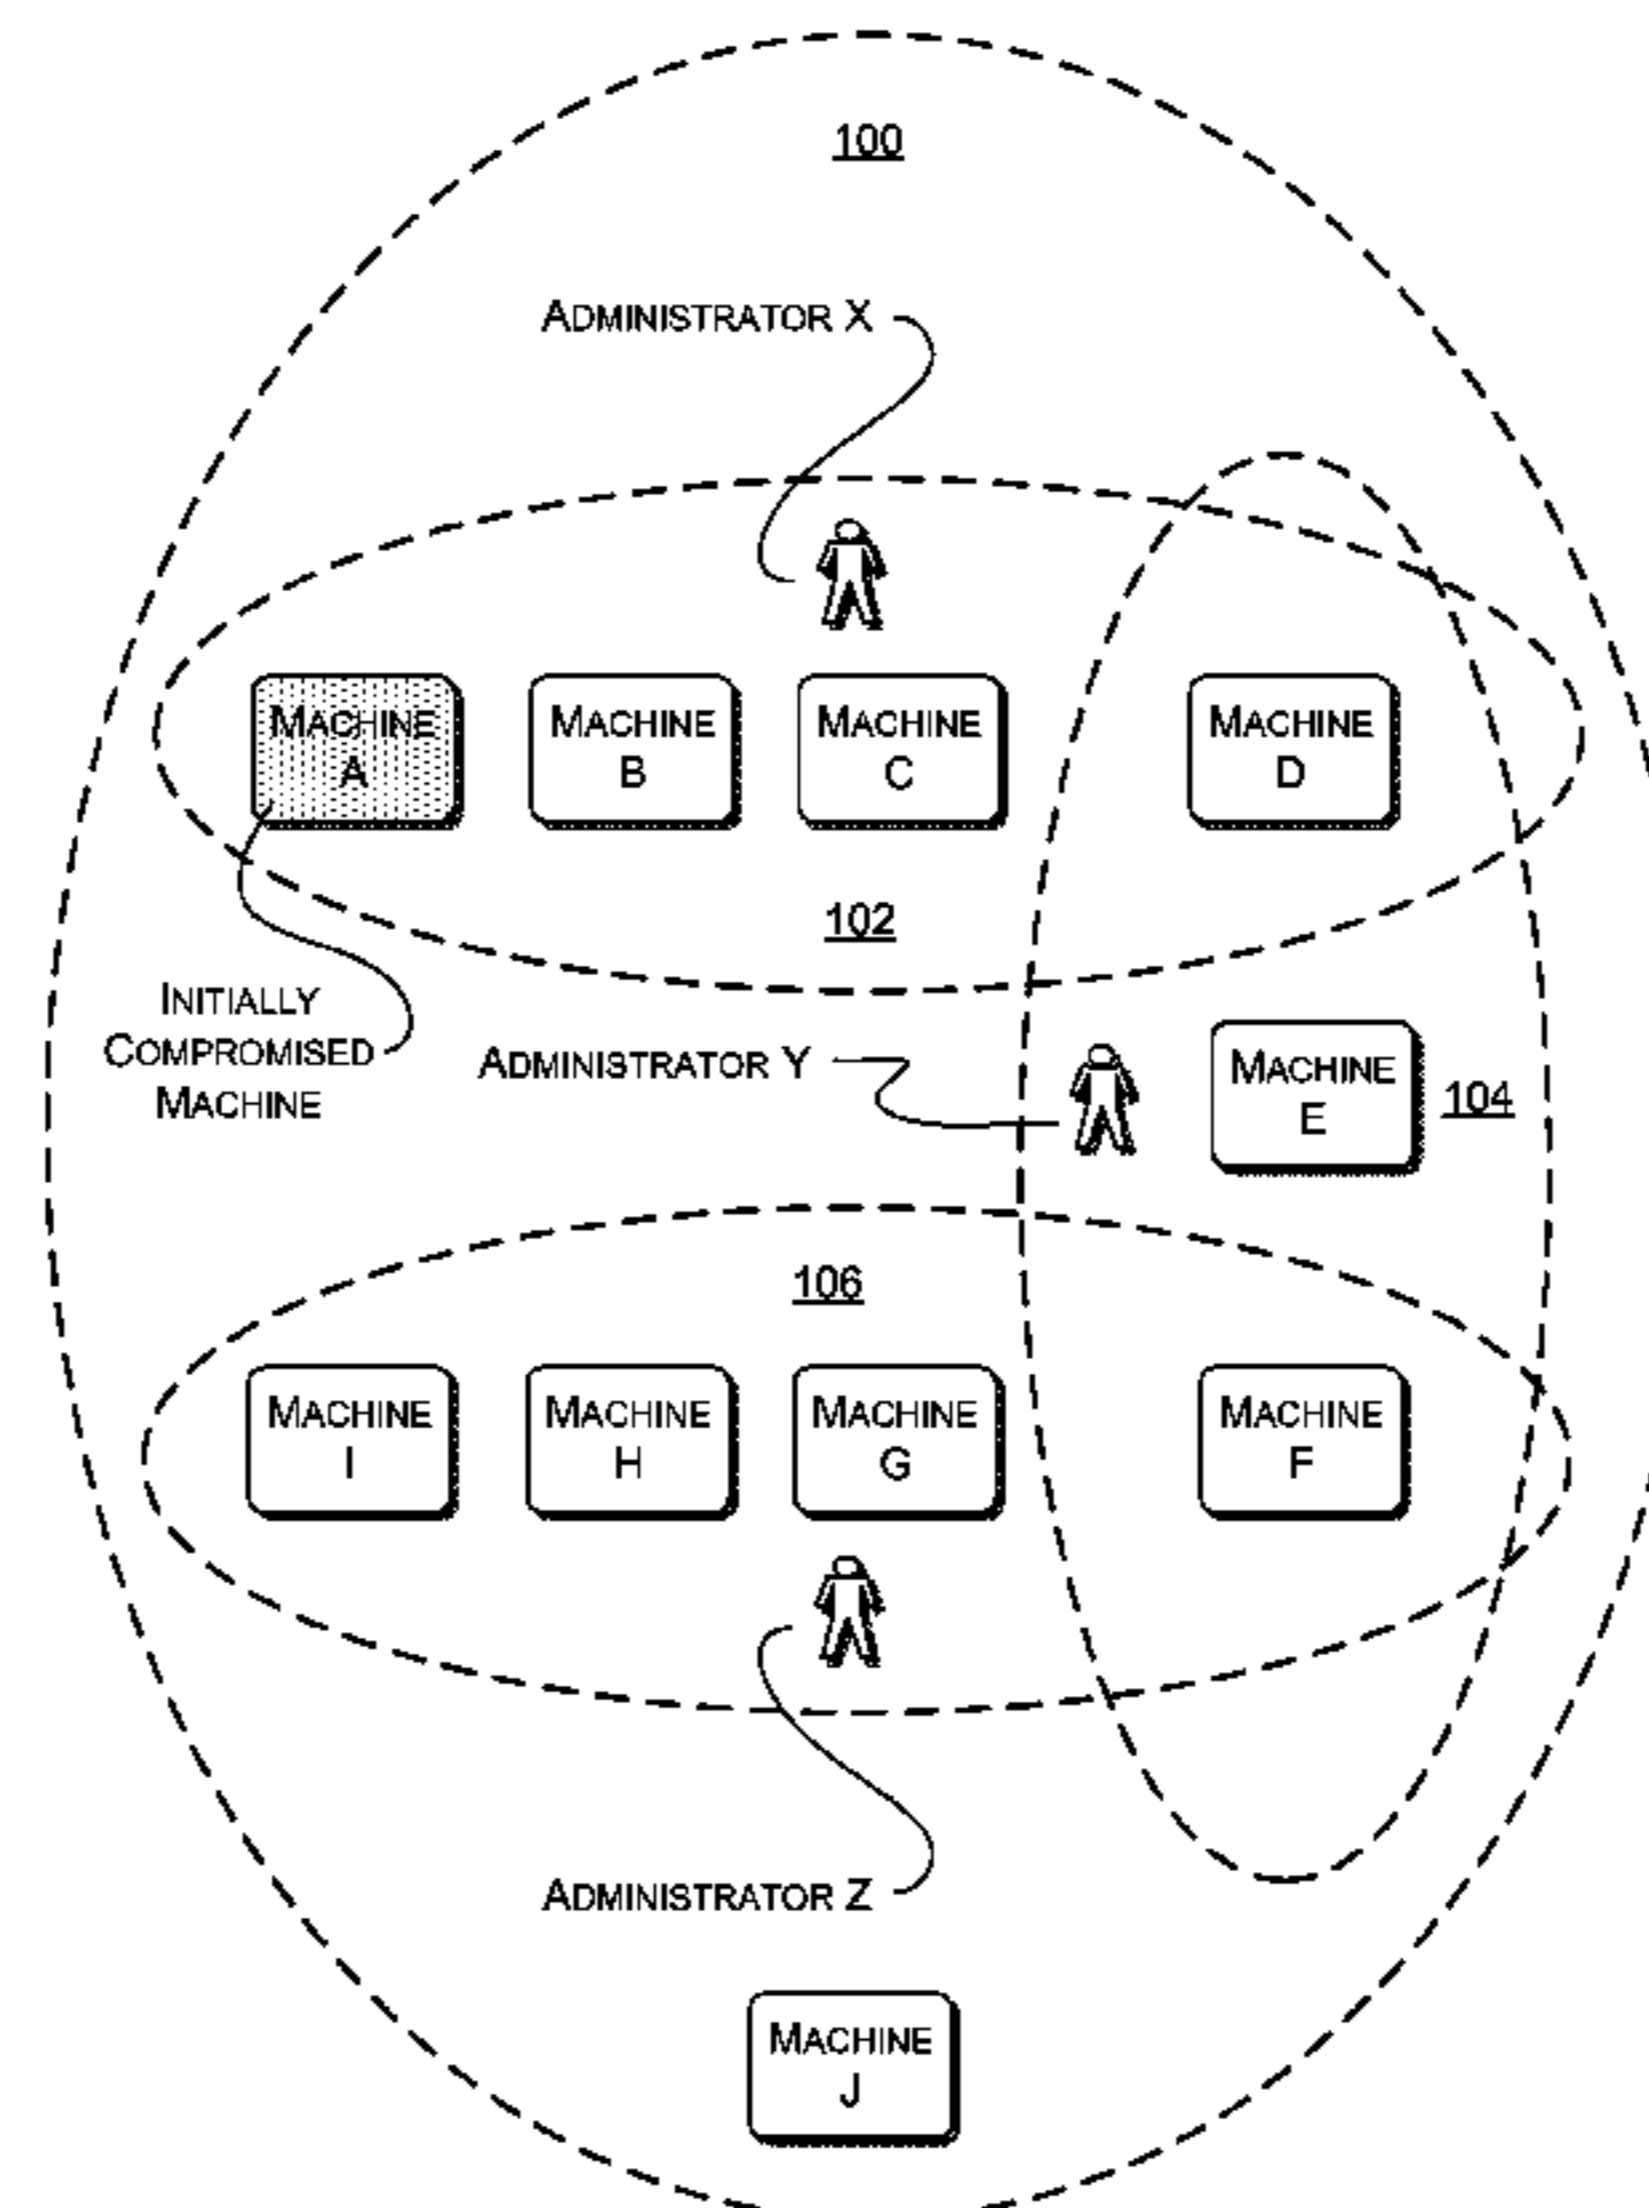 100
ADMINISTRATOR X
MACHINE
A
MACHINE
B
MACHINE
C
MACHINE
D
102
INITIALLY
COMPROMISED
MACHINE
ADMINISTRATOR Y
MACHINE
E
104
106
MACHINE
I
MACHINE
H
MACHINE
G
MACHINE
F
ADMINISTRATOR Z
MACHINE
J